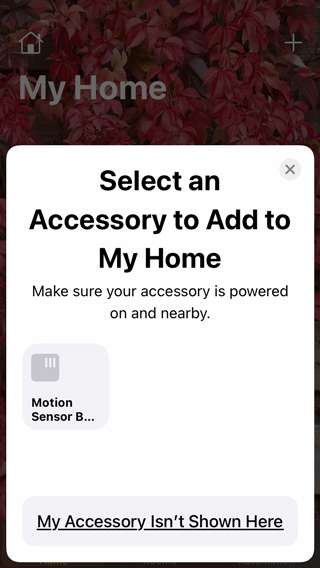 My Home
Select an
Accessory to Add to
My Home
Make sure your accessory is powered
on and nearby.
Motion
Sensor B...
My Accessory Isn’t Shown Here